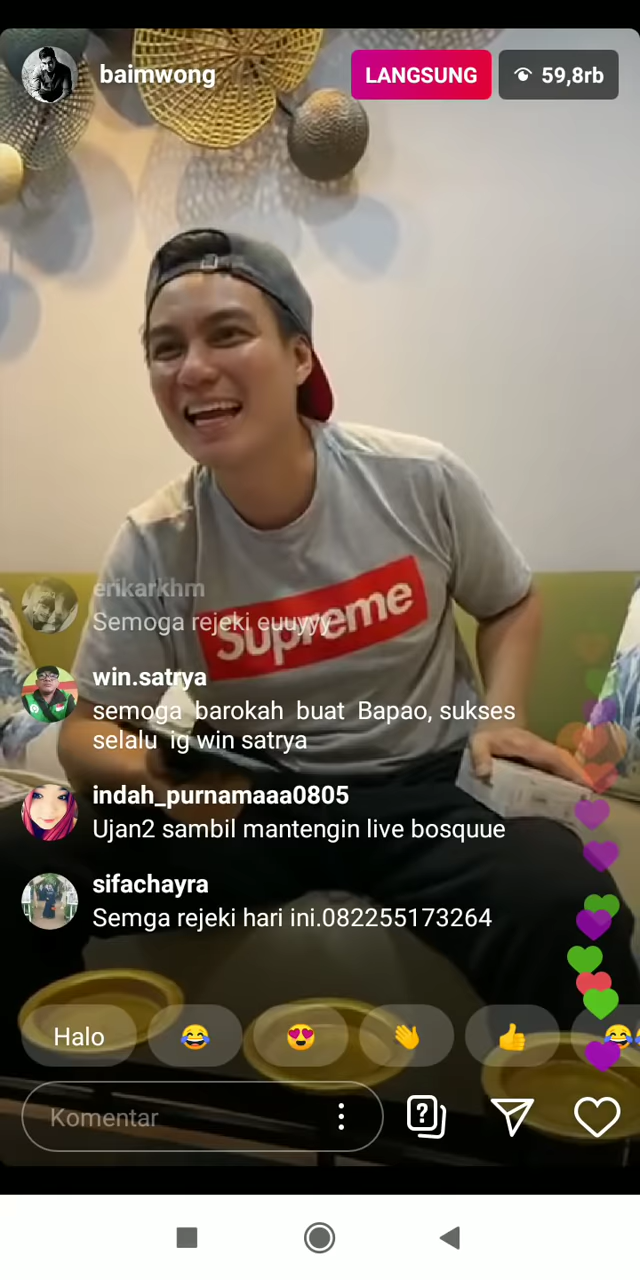 baimwong
LANGSUNG
59,8rb
erikarkhm
Semoga rejeki euuyyy
Supreme
win.satrya
semoga barokah buat Bapao, sukses
selalu ig win satrya
indah_purnamaaa0805
Ujan2 sambil mantengin live bosquue
sifachayra
Semga rejeki hari ini.082255173264
Halo
Komentar